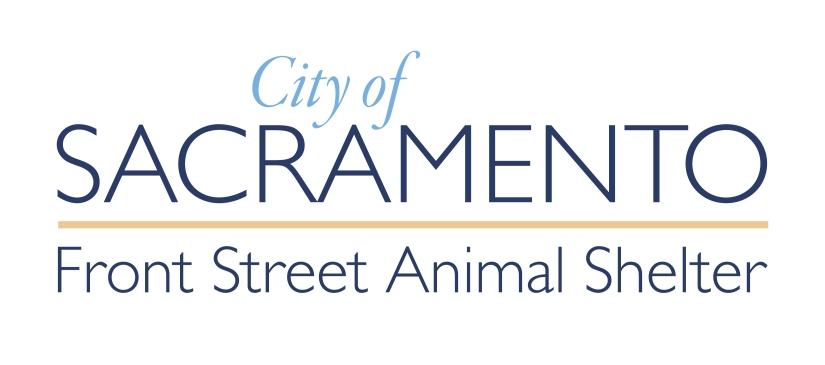 City of
SACRAMENTO
Front Street Animal Shelter